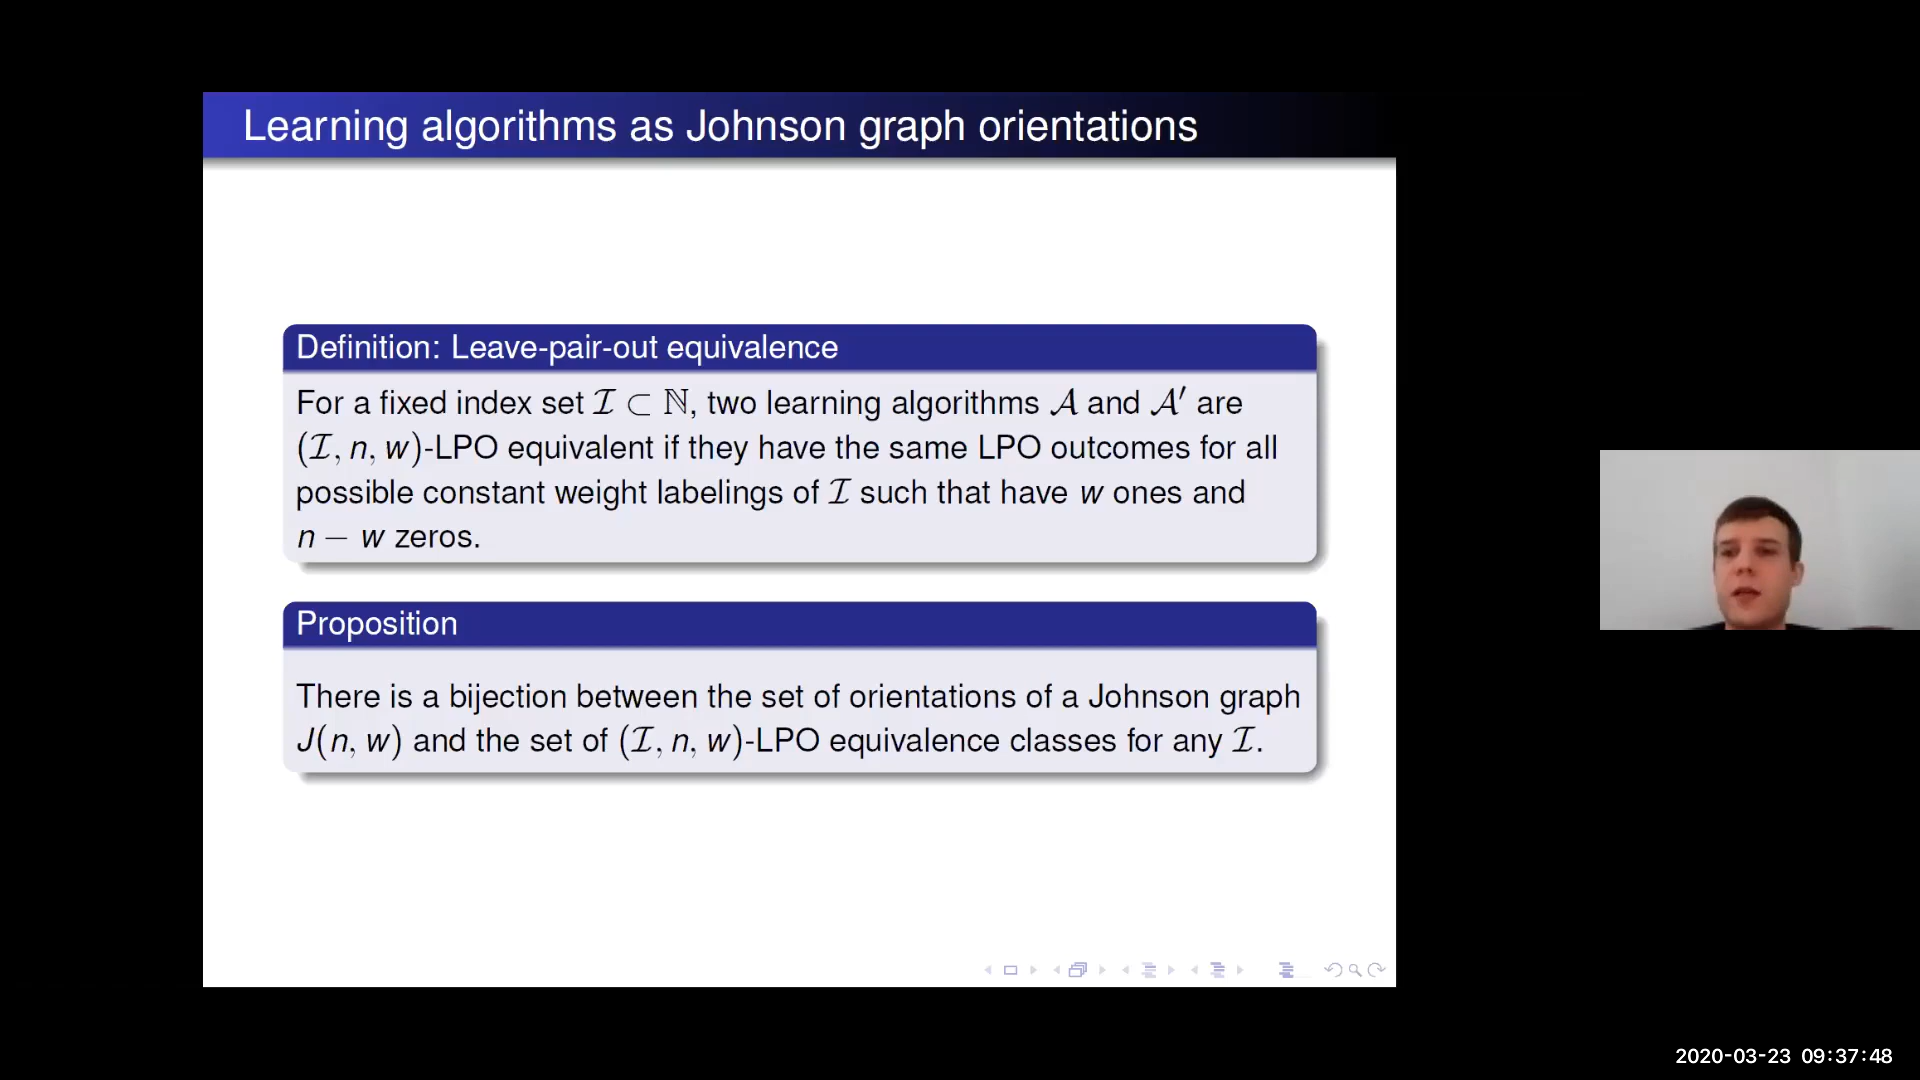 Learning algorithms as Johnson graph orientations
Definition: Leave-pair-out equivalence
For a fixed index set ℐ ⊂ ℕ, two learning algorithms 𝒜 and 𝒜′ are
(ℐ, n, w)-LPO equivalent if they have the same LPO outcomes for all
possible constant weight labelings of ℐ such that have w ones and
n − w zeros.
Proposition
There is a bijection between the set of orientations of a Johnson graph
J(n, w) and the set of (ℐ, n, w)-LPO equivalence classes for any ℐ.
2020-03-23 09:37:48